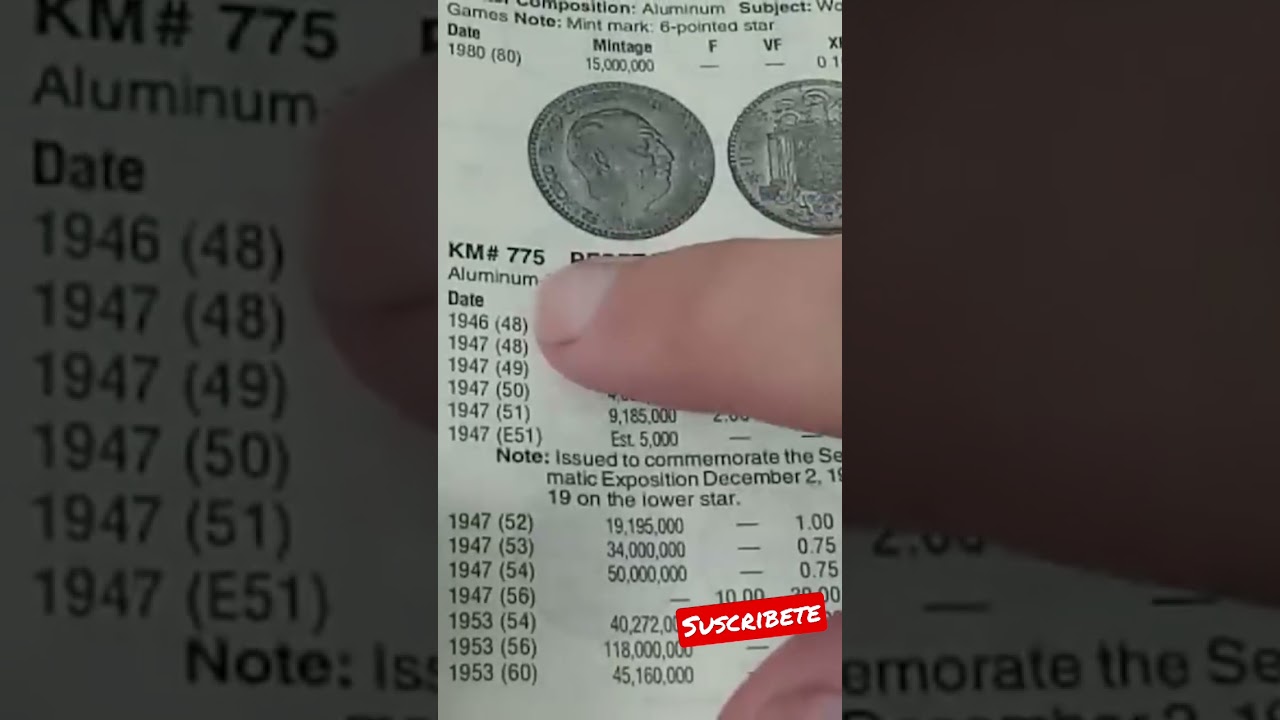 Composition: Aluminum Subject:
Games Note: Mint mark: 6-pointed star
Date Mintage F VF
1980 (80) 15,000,000 — —
KM# 775
Aluminum
Date
1946 (48)
1947 (48)
1947 (49)
1947 (50)
1947 (51) 9,185,000 2.00
1947 (E51) Est. 5,000 — —
Note: Issued to commemorate the
matic Exposition December 2,
19 on the lower star.
1947 (52) 19,195,000 — 1.00
1947 (53) 34,000,000 — 0.75
1947 (54) 50,000,000 — 0.75
1947 (56) — 10.00
1953 (54)
1953 (56) 118,000,000 —
1953 (60) 45,160,000
SUSCRIBETE